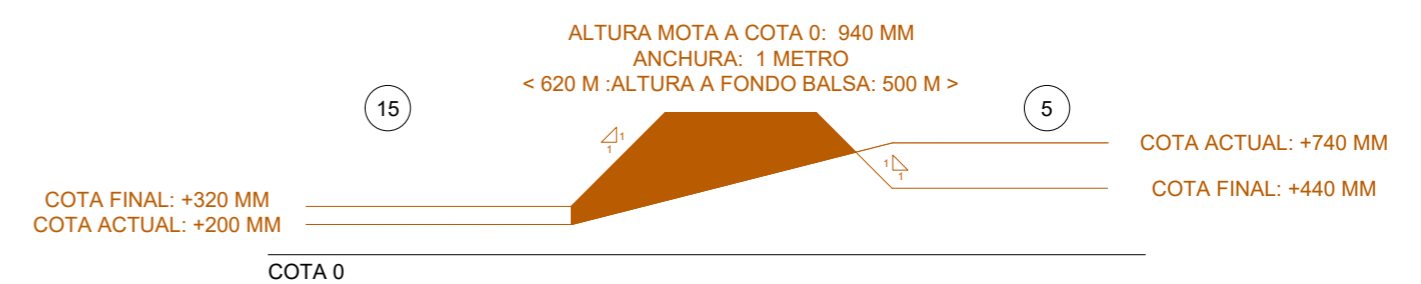 ALTURA MOTA A COTA 0: 940 MM
ANCHURA: 1 METRO
< 620 M :ALTURA A FONDO BALSA: 500 M >
15
5
1
1
1
1
COTA ACTUAL: +740 MM
COTA FINAL: +440 MM
COTA FINAL: +320 MM
COTA ACTUAL: +200 MM
COTA 0